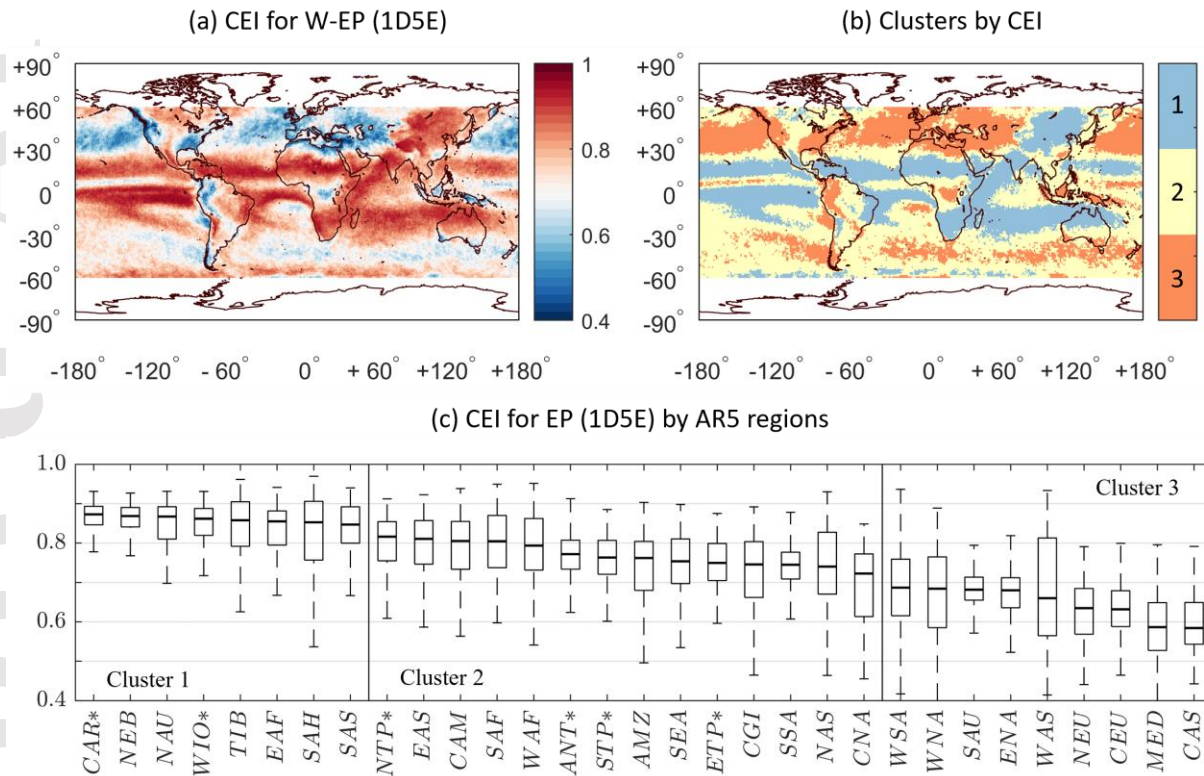 (a) CEI for W-EP (1D5E)
+90°
+60°
+30°
0°
-30°
-60°
-90°
-180° -120° - 60° 0° + 60° +120° +180°
1
0.8
0.6
0.4
(b) Clusters by CEI
+90°
+60°
+30°
0°
-30°
-60°
-90°
-180° -120° - 60° 0° + 60° +120° +180°
1
2
3
(c) CEI for EP (1D5E) by AR5 regions
1.0
0.8
0.6
0.4
Cluster 1
Cluster 2
Cluster 3
CAR*
NEB
NAU
WIO*
TIB
EAF
SAH
SAS
NTP*
EAS
CAM
SAF
WAF
ANT*
STP*
AMZ
SEA
ETP*
CGI
SSA
NAS
CNA
WSA
WNA
SAU
ENA
WAS
NEU
CEU
MED
CAS